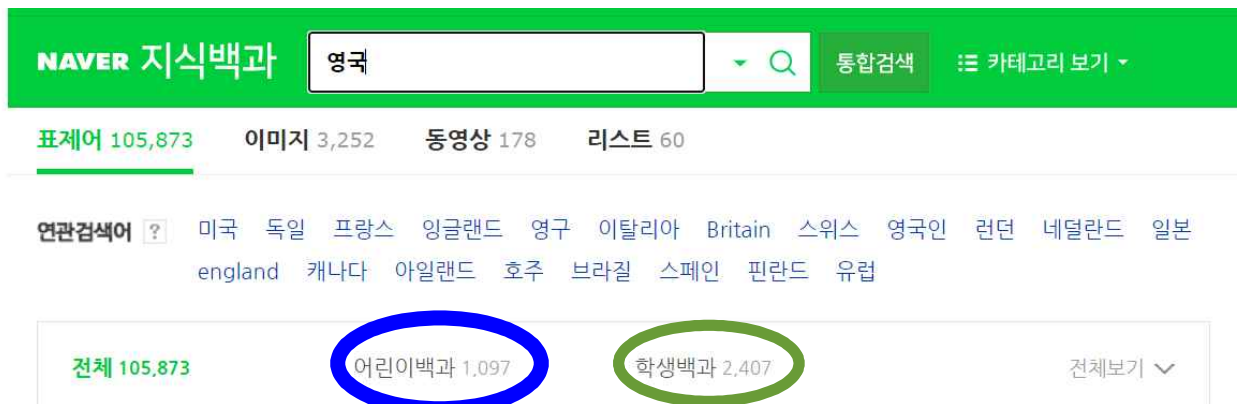 NAVER 지식백과 영국 통합검색 카테고리 보기
표제어 105,873 이미지 3,252 동영상 178 리스트 60
연관검색어 ? 미국 독일 프랑스 잉글랜드 영구 이탈리아 Britain 스위스 영국인 런던 네덜란드 일본
england 캐나다 아일랜드 호주 브라질 스페인 핀란드 유럽
전체 105,873 어린이백과 1,097 학생백과 2,407 전체보기